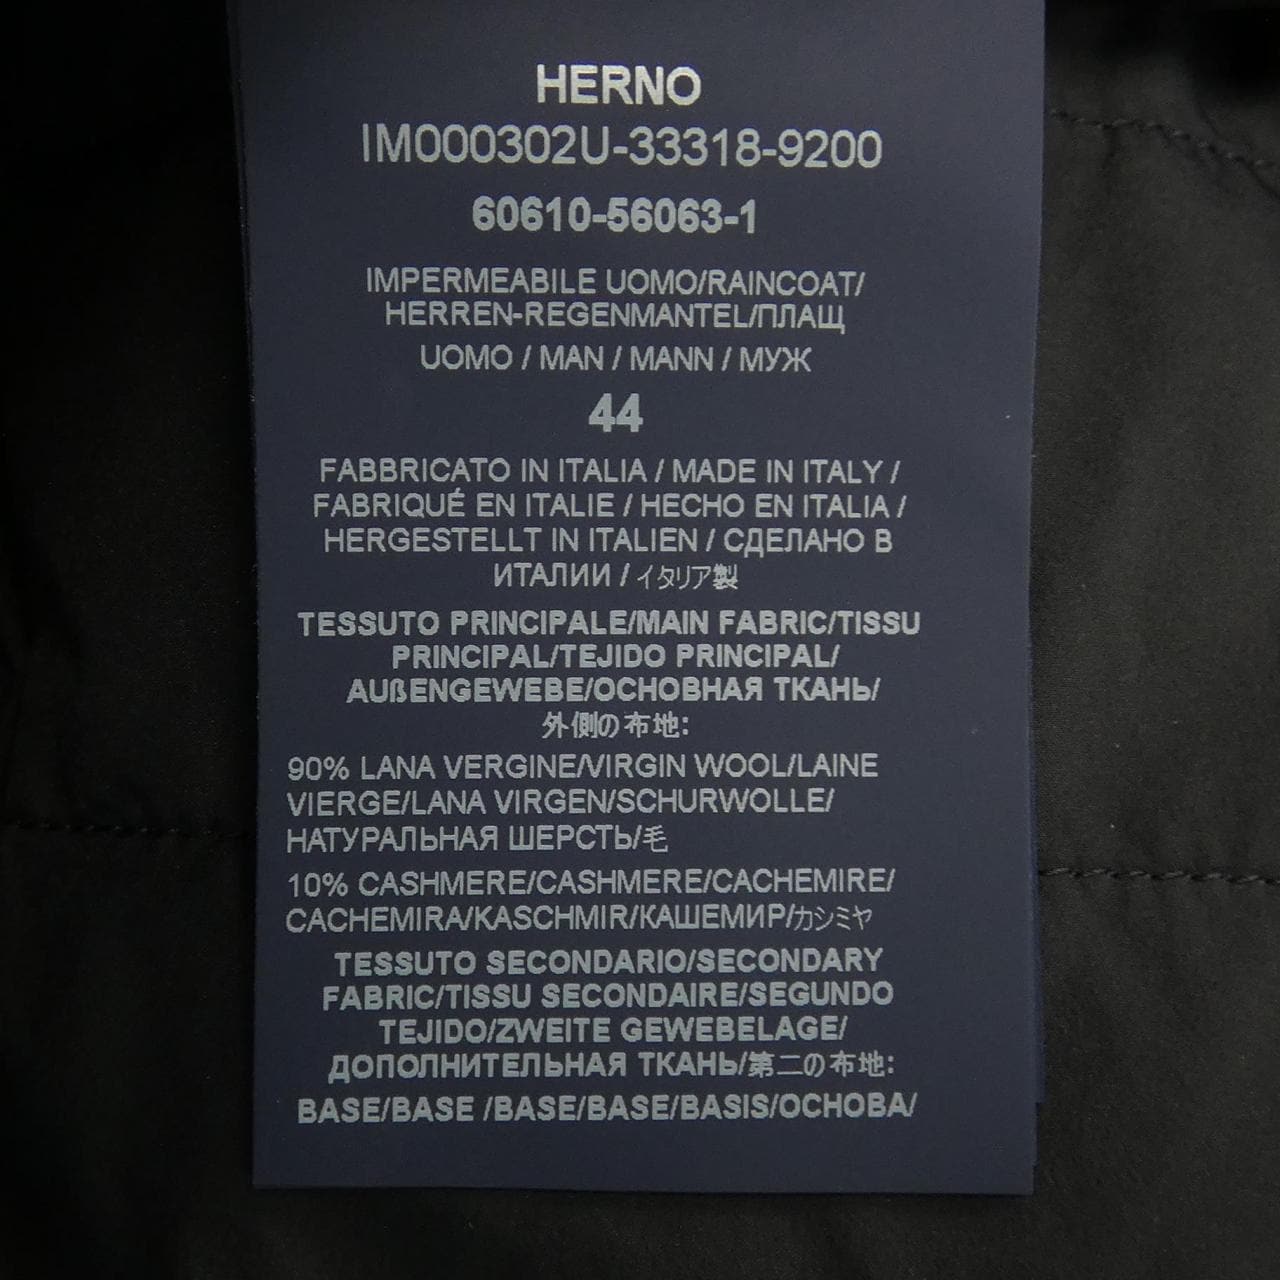 HERNO
IM000302U-33318-9200
60610-56063-1
IMPERMEABILE UOMO/RAINCOAT/
HERREN-REGENMANTEL/ПЛАЩ
UOMO / MAN / MANN / МУЖ
44
FABBRICATO IN ITALIA / MADE IN ITALY /
FABRIQUÉ EN ITALIE / HECHO EN ITALIA /
HERGESTELLT IN ITALIEN / СДЕЛАНО В
ИТАЛИИ / イタリア製
TESSUTO PRINCIPALE/MAIN FABRIC/TISSU
PRINCIPAL/TEJIDO PRINCIPAL/
AUßENGEWEBE/ОСНОВНАЯ ТКАНЬ/
外側の布地:
90% LANA VERGINE/VIRGIN WOOL/LAINE
VIERGE/LANA VIRGEN/SCHURWOLLE/
НАТУРАЛЬНАЯ ШЕРСТЬ/毛
10% CASHMERE/CASHMERE/CACHEMIRE/
CACHEMIRA/KASCHMIR/КАШЕМИР/カシミヤ
TESSUTO SECONDARIO/SECONDARY
FABRIC/TISSU SECONDAIRE/SEGUNDO
TEJIDO/ZWEITE GEWEBELAGE/
ДОПОЛНИТЕЛЬНАЯ ТКАНЬ/第二の布地:
BASE/BASE /BASE/BASE/BASIS/ОСНОВА/